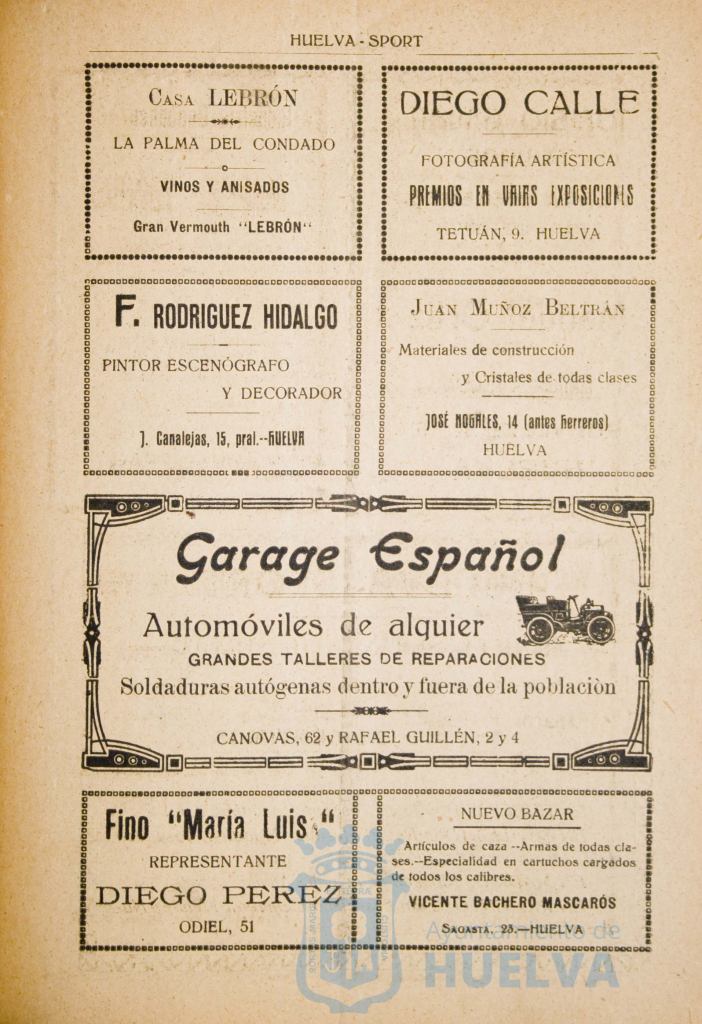 HUELVA - SPORT
CASA LEBRÓN
LA PALMA DEL CONDADO
VINOS Y ANISADOS
Gran Vermouth "LEBRÓN"
DIEGO CALLE
FOTOGRAFÍA ARTÍSTICA
PREMIOS EN VRIAS EXPOSICIONES
TETUÁN, 9. HUELVA
F. RODRIGUEZ HIDALGO
PINTOR ESCENÓGRAFO
Y DECORADOR
J. Canalejas, 15, pral.--HUELVA
JUAN MUÑOZ BELTRÁN
Materiales de construcción
y Cristales de todas clases
JOSÉ NOGALES, 14 (antes herreros)
HUELVA
Garage Español
Automóviles de alquier
GRANDES TALLERES DE REPARACIONES
Soldaduras autógenas dentro y fuera de la poblaciòn
CANOVAS, 62 y RAFAEL GUILLÉN, 2 y 4
Fino "María Luis "
REPRESENTANTE
DIEGO PEREZ
ODIEL, 51
NUEVO BAZAR
Artículos de caza --Armas de todas cla-
ses.--Especialidad en cartuchos cargados
de todos los calibres.
VICENTE BACHERO MASCARÓS
SAGASTA, 23.—HUELVA
Ayuntamiento de
HUELVA